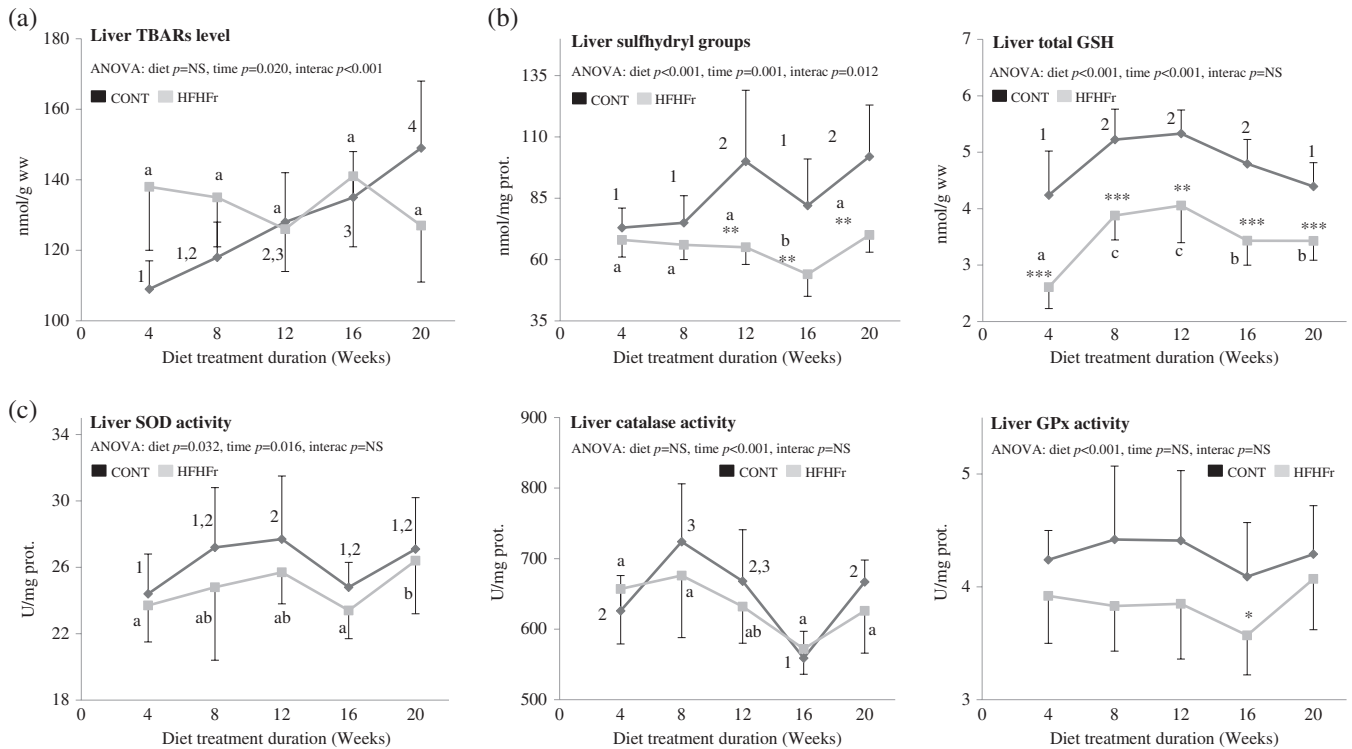 (a)
Liver TBARs level
ANOVA: diet p=NS, time p=0.020, interac p<0.001
CONT HFHFr
nmol/g ww
180
160
140
120
100
a
a
a
a
a
4
1
1,2
2,3
3
0 4 8 12 16 20
Diet treatment duration (Weeks)
(b)
Liver sulfhydryl groups
ANOVA: diet p<0.001, time p=0.001, interac p=0.012
CONT HFHFr
nmol/mg prot.
135
110
85
60
35
1
1
2
1
2
a
a
a
**
b
**
a
**
0 4 8 12 16 20
Diet treatment duration (Weeks)
Liver total GSH
ANOVA: diet p<0.001, time p<0.001, interac p=NS
CONT HFHFr
nmol/g ww
7
6
5
4
3
2
1
2
2
2
1
a
***
***
**
***
***
c
c
b
b
0 4 8 12 16 20
Diet treatment duration (Weeks)
(c)
Liver SOD activity
ANOVA: diet p=0.032, time p=0.016, interac p=NS
CONT HFHFr
U/mg prot.
34
30
26
22
18
1
1,2
2
1,2
1,2
a
ab
ab
a
b
0 4 8 12 16 20
Diet treatment duration (Weeks)
Liver catalase activity
ANOVA: diet p=NS, time p<0.001, interac p=NS
CONT HFHFr
U/mg prot.
900
800
700
600
500
a
3
2,3
a
2
2
a
ab
1
a
0 4 8 12 16 20
Diet treatment duration (Weeks)
Liver GPx activity
ANOVA: diet p<0.001, time p=NS, interac p=NS
CONT HFHFr
U/mg prot.
5
4
3
*
0 4 8 12 16 20
Diet treatment duration (Weeks)